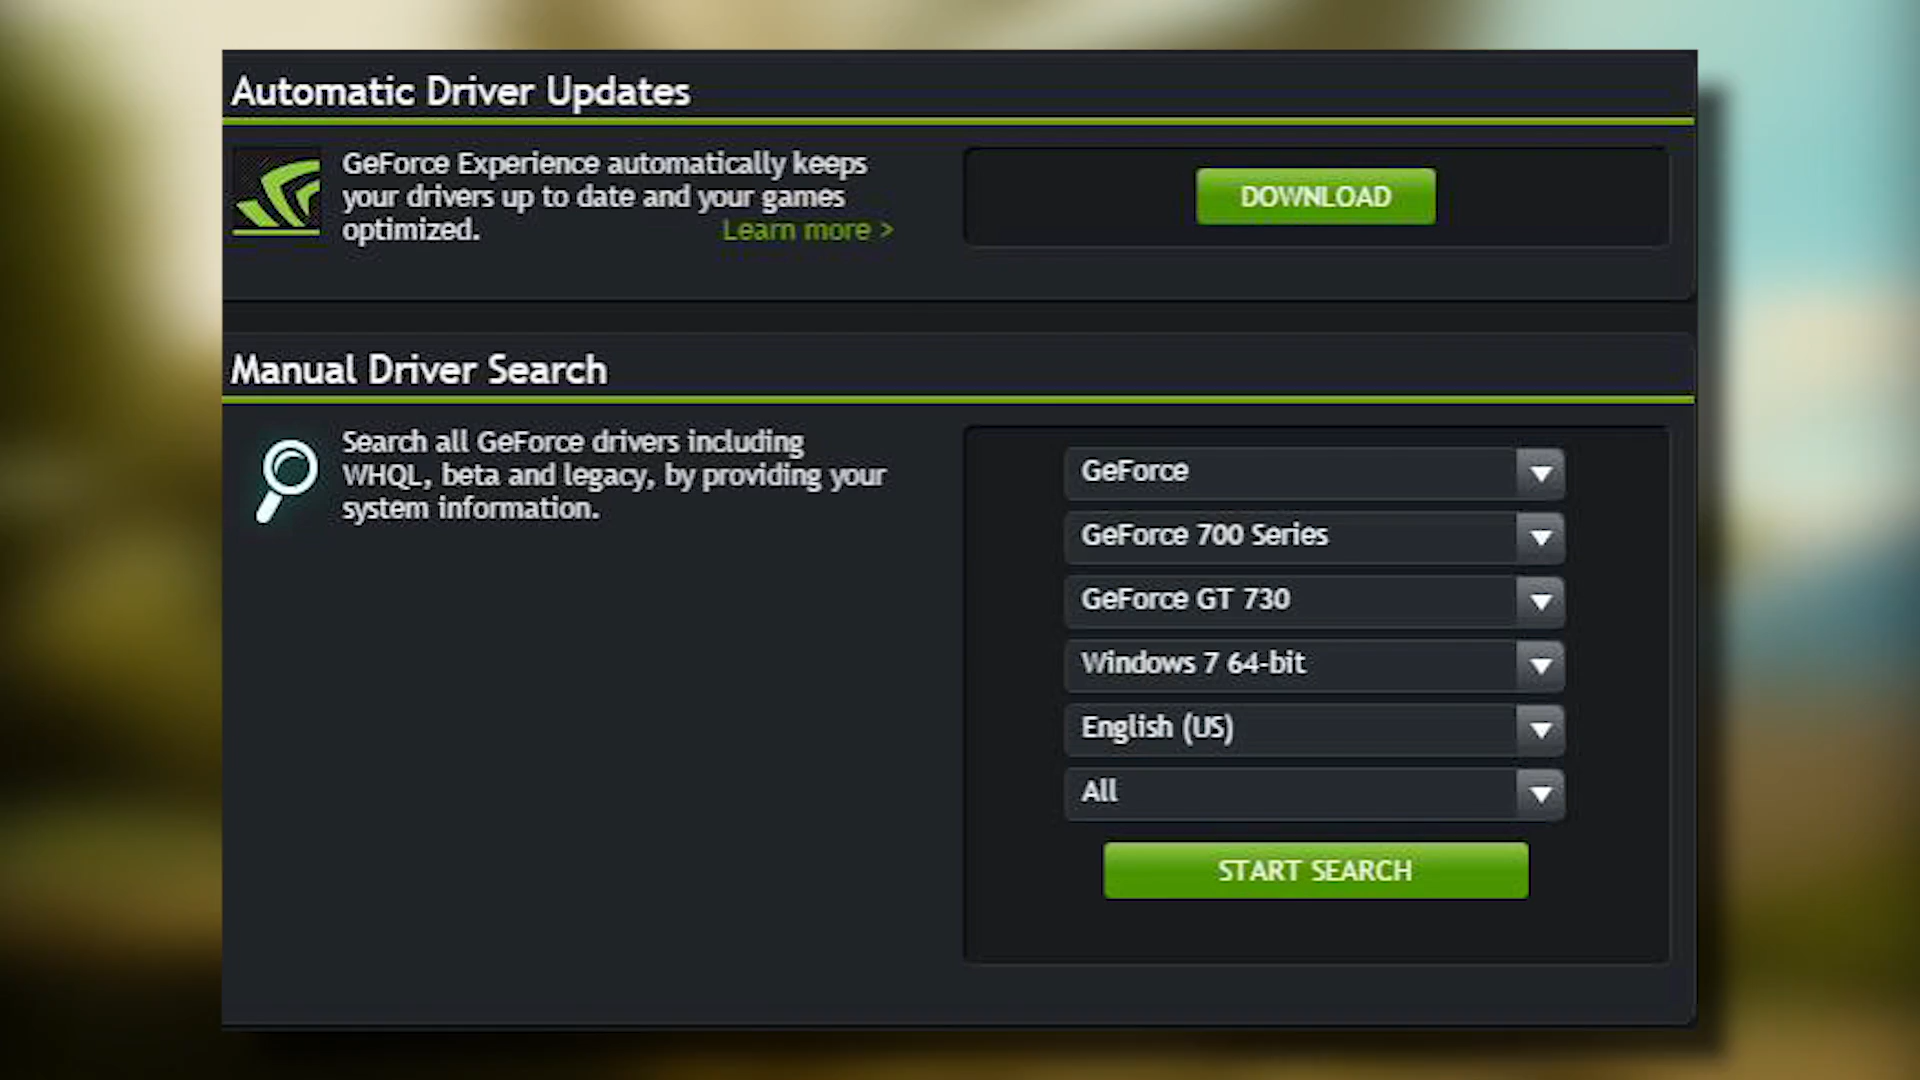 Automatic Driver Updates
GeForce Experience automatically keeps
your drivers up to date and your games
optimized.
Learn more >
DOWNLOAD
Manual Driver Search
Search all GeForce drivers including
WHQL, beta and legacy, by providing your
system information.
GeForce
GeForce 700 Series
GeForce GT 730
Windows 7 64-bit
English (US)
All
START SEARCH